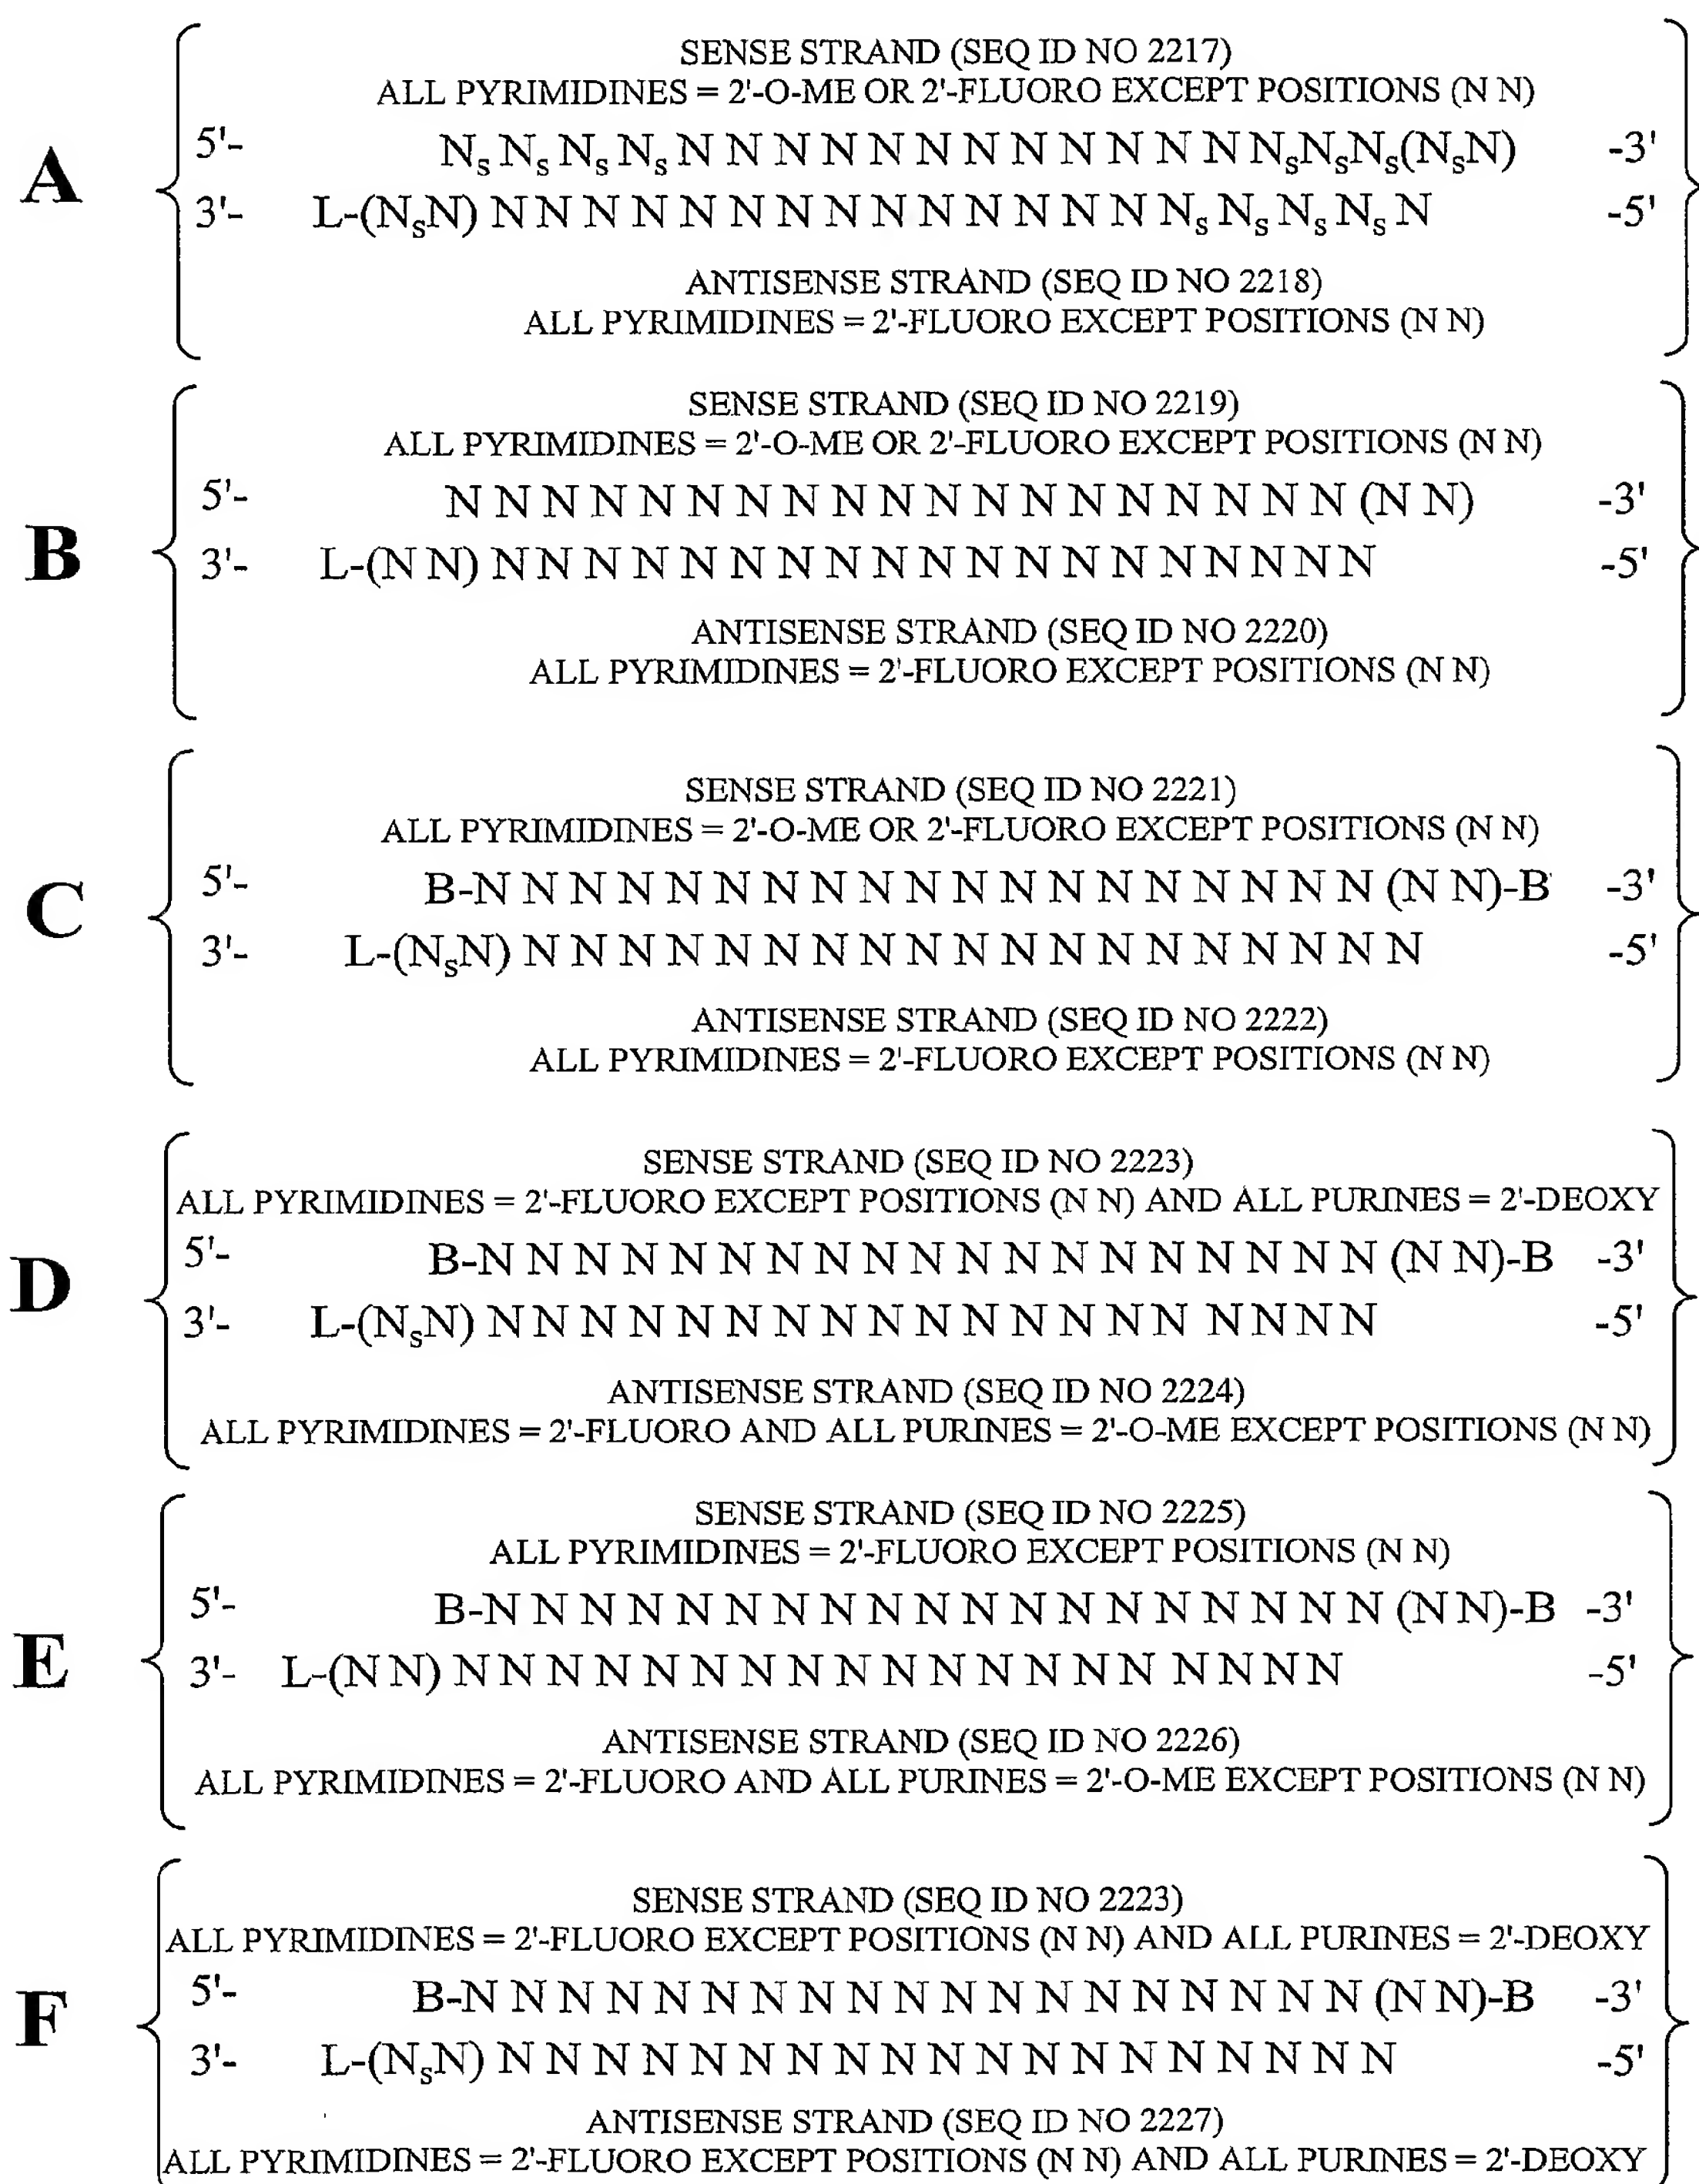 SENSE STRAND (SEQ ID NO 2217)
ALL PYRIMIDINES = 2'-O-ME OR 2'-FLUORO EXCEPT POSITIONS (N N)
A
5'- NsNsNsNsN N N N N N N N N N N N NsNsNs(NsN) -3'
3'- L-(NsN) N N N N N N N N N N N N N N NsNsNsNsN -5'
ANTISENSE STRAND (SEQ ID NO 2218)
ALL PYRIMIDINES = 2'-FLUORO EXCEPT POSITIONS (N N)
SENSE STRAND (SEQ ID NO 2219)
ALL PYRIMIDINES = 2'-O-ME OR 2'-FLUORO EXCEPT POSITIONS (N N)
B
5'- N N N N N N N N N N N N N N N N N N N (N N) -3'
3'- L-(N N) N N N N N N N N N N N N N N N N N N N -5'
ANTISENSE STRAND (SEQ ID NO 2220)
ALL PYRIMIDINES = 2'-FLUORO EXCEPT POSITIONS (N N)
SENSE STRAND (SEQ ID NO 2221)
ALL PYRIMIDINES = 2'-O-ME OR 2'-FLUORO EXCEPT POSITIONS (N N)
C
5'- B-N N N N N N N N N N N N N N N N N N N (N N)-B -3'
3'- L-(NsN) N N N N N N N N N N N N N N N N N N N -5'
ANTISENSE STRAND (SEQ ID NO 2222)
ALL PYRIMIDINES = 2'-FLUORO EXCEPT POSITIONS (N N)
SENSE STRAND (SEQ ID NO 2223)
ALL PYRIMIDINES = 2'-FLUORO EXCEPT POSITIONS (N N) AND ALL PURINES = 2'-DEOXY
D
5'- B-N N N N N N N N N N N N N N N N N N N (N N)-B -3'
3'- L-(NsN) N N N N N N N N N N N N N N N N N N N -5'
ANTISENSE STRAND (SEQ ID NO 2224)
ALL PYRIMIDINES = 2'-FLUORO AND ALL PURINES = 2'-O-ME EXCEPT POSITIONS (N N)
SENSE STRAND (SEQ ID NO 2225)
ALL PYRIMIDINES = 2'-FLUORO EXCEPT POSITIONS (N N)
E
5'- B-N N N N N N N N N N N N N N N N N N N (N N)-B -3'
3'- L-(N N) N N N N N N N N N N N N N N N N N N N -5'
ANTISENSE STRAND (SEQ ID NO 2226)
ALL PYRIMIDINES = 2'-FLUORO AND ALL PURINES = 2'-O-ME EXCEPT POSITIONS (N N)
SENSE STRAND (SEQ ID NO 2223)
ALL PYRIMIDINES = 2'-FLUORO EXCEPT POSITIONS (N N) AND ALL PURINES = 2'-DEOXY
F
5'- B-N N N N N N N N N N N N N N N N N N N (N N)-B -3'
3'- L-(NsN) N N N N N N N N N N N N N N N N N N N -5'
ANTISENSE STRAND (SEQ ID NO 2227)
ALL PYRIMIDINES = 2'-FLUORO EXCEPT POSITIONS (N N) AND ALL PURINES = 2'-DEOXY